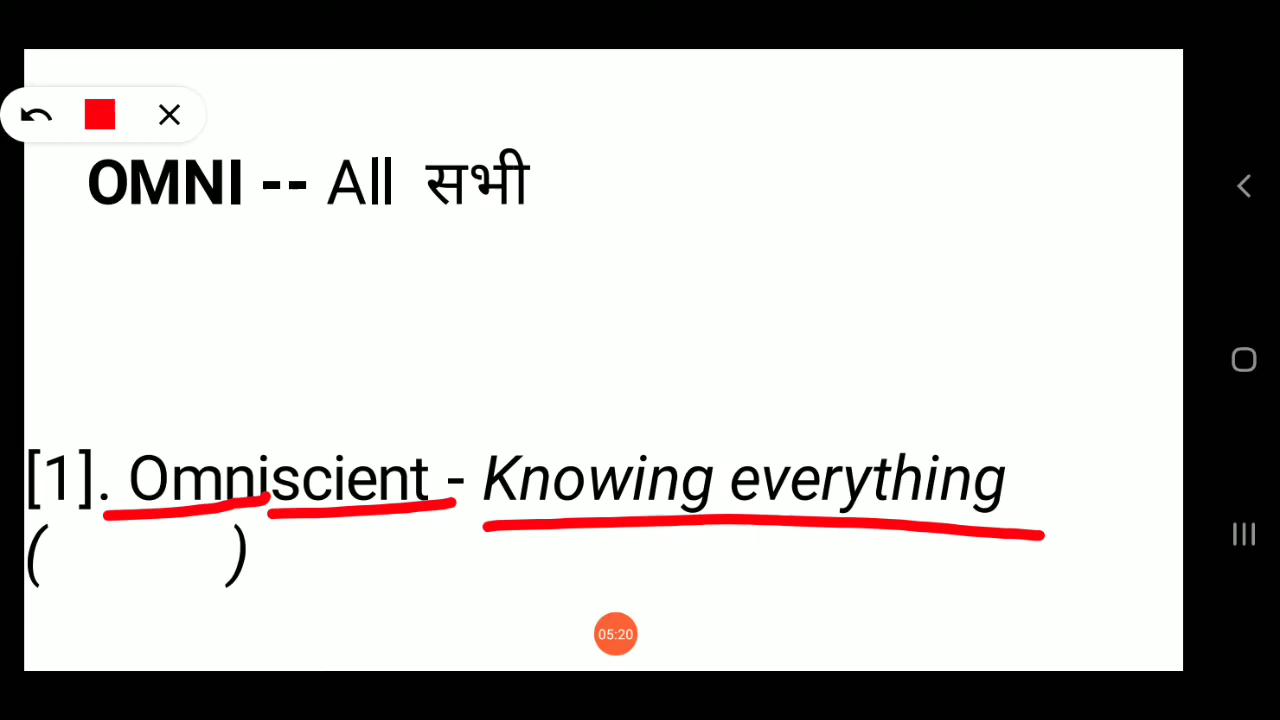 OMNI -- All सभी
[1]. Omniscient - Knowing everything
( )
05:20